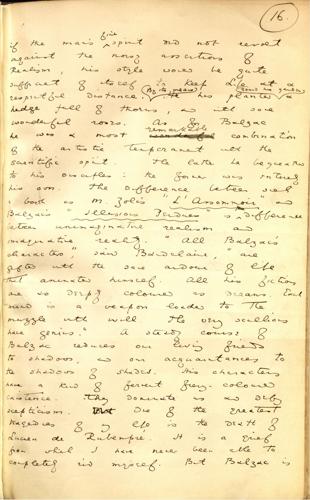 16.
if the man's fine spirit did not revolt
against the noisy assertions of
Realism, his style would be quite
sufficient of itself to keep life at a
respectful distance. By its means he has planted a
hedge full of thorns, and with
wonderful roses. As for Balzac
he was a most remarkable combination
of the artistic temperament with the
scientific spirit. The latter he bequeathed
to his disciples: the former was entirely
his own. The difference between such
a book as M. Zola's "L'Assommoir" and
Balzac's "Illusions Perdues" is difference
between unimaginative realism and
imaginative reality. "All Balzac's
characters," said Baudelaire, "are
gifted with the same ardour of life
that animated himself. All his fictions
are as deeply coloured as dreams. Each
mind is a weapon loaded to the
muzzle with will. The very scullions
have genius." A steady course of
Balzac reduces our living friends
to shadows, and our acquaintances to
the shadows of shades. His characters
have a kind of fervent fiery-coloured
existence. They dominate us and defy
scepticism. One of the greatest
tragedies of my life is the death of
Lucien de Rubempré. It is a grief
from which I have never been able to
completely rid myself. But Balzac is